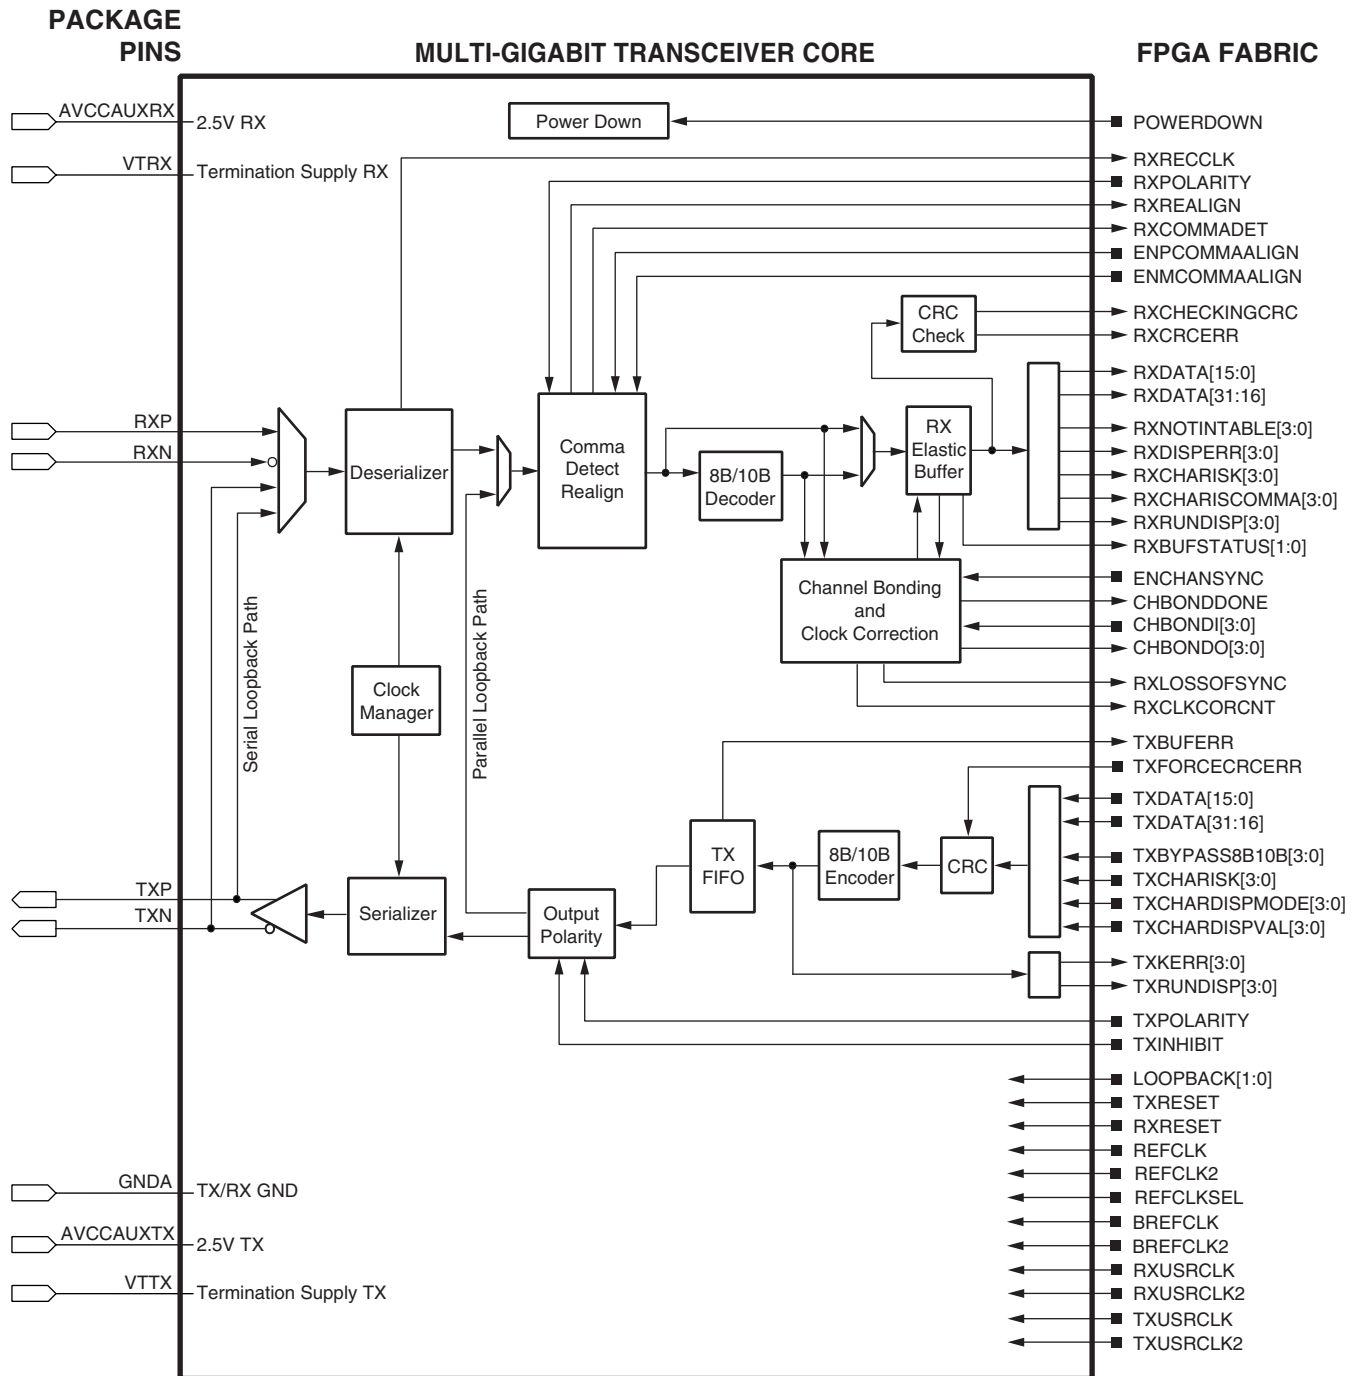 PACKAGE
PINS
MULTI-GIGABIT TRANSCEIVER CORE
FPGA FABRIC
AVCCAUXRX
2.5V RX
VTRX
Termination Supply RX
Power Down
POWERDOWN
RXRECCLK
RXPOLARITY
RXREALIGN
RXCOMMADET
ENPCOMMAALIGN
ENMCOMMAALIGN
CRC
Check
RXCHECKINGCRC
RXCRCERR
RXDATA[15:0]
RXDATA[31:16]
RXNOTINTABLE[3:0]
RXDISPERR[3:0]
RXCHARISK[3:0]
RXCHARISCOMMA[3:0]
RXRUNDISP[3:0]
RXBUFSTATUS[1:0]
RXP
RXN
Deserializer
Comma
Detect
Realign
8B/10B
Decoder
RX
Elastic
Buffer
Channel Bonding
and
Clock Correction
ENCHANSYNC
CHBONDDONE
CHBONDI[3:0]
CHBONDO[3:0]
RXLOSSOFSYNC
RXCLKCORCNT
Serial Loopback Path
Clock
Manager
Parallel Loopback Path
TXBUFERR
TXFORCECRCERR
TXDATA[15:0]
TXDATA[31:16]
TXBYPASS8B10B[3:0]
TXCHARISK[3:0]
TXCHARDISPMODE[3:0]
TXCHARDISPVAL[3:0]
TXKERR[3:0]
TXRUNDISP[3:0]
TXPOLARITY
TXINHIBIT
TX
FIFO
8B/10B
Encoder
CRC
TXP
TXN
Serializer
Output
Polarity
LOOPBACK[1:0]
TXRESET
RXRESET
REFCLK
REFCLK2
REFCLKSEL
BREFCLK
BREFCLK2
RXUSRCLK
RXUSRCLK2
TXUSRCLK
TXUSRCLK2
GNDA
TX/RX GND
AVCCAUXTX
2.5V TX
VTTX
Termination Supply TX